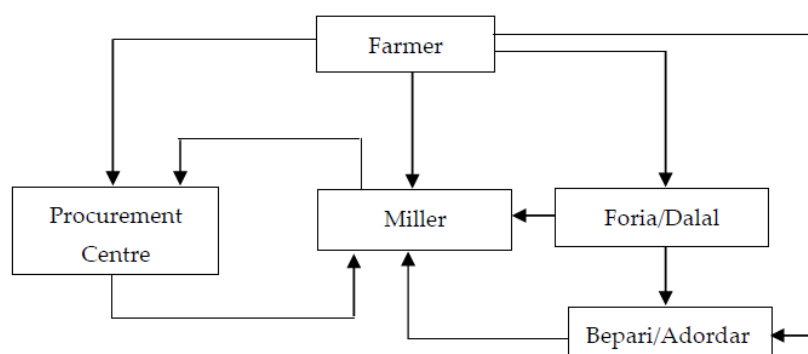 Farmer
Procurement
Centre
Miller
Foria/Dalal
Bepari/Adordar